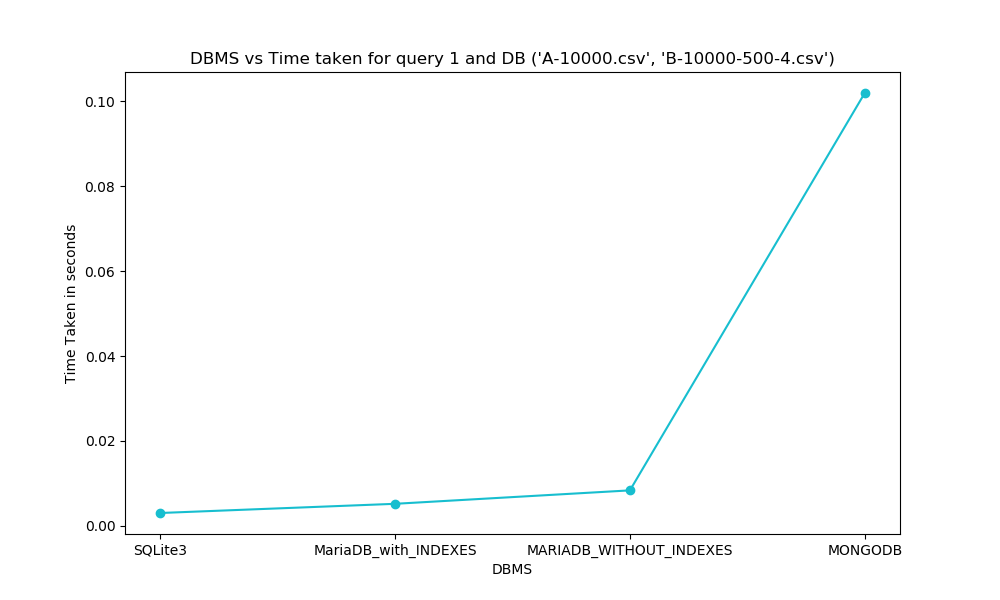 DBMS vs Time taken for query 1 and DB ('A-10000.csv', 'B-10000-500-4.csv')
0.10
0.08
0.06
0.04
0.02
0.00
Time Taken in seconds
SQLite3 MariaDB_with_INDEXES MARIADB_WITHOUT_INDEXES MONGODB
DBMS